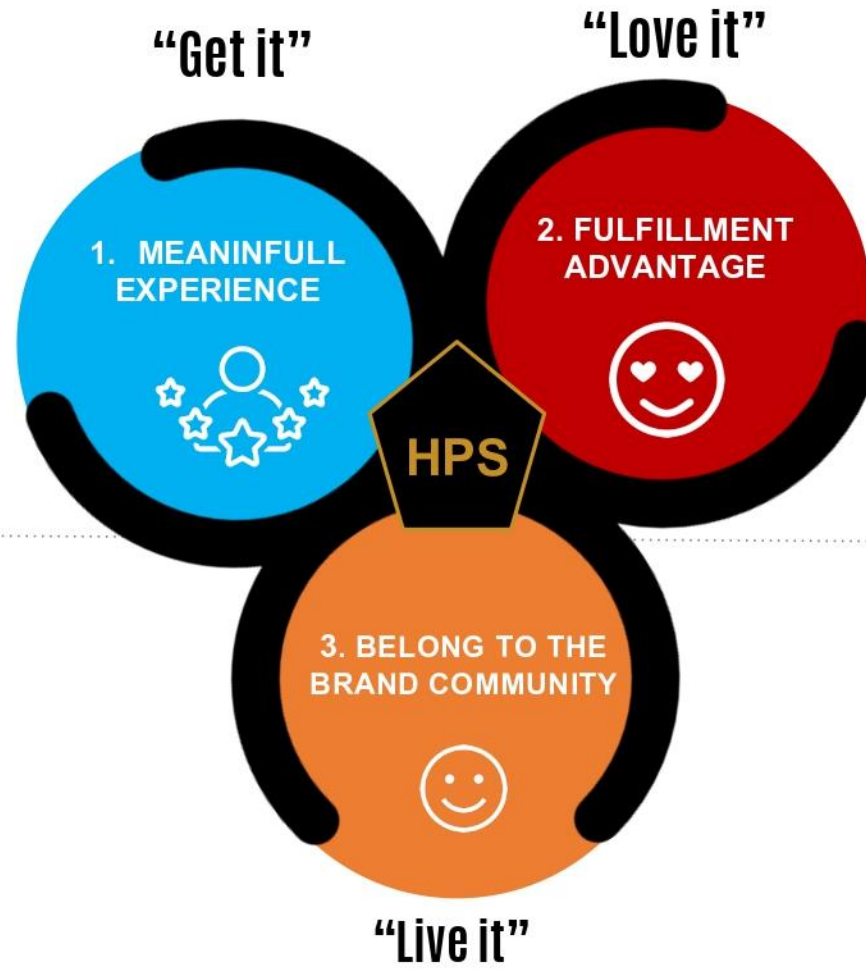 “Get it”
“Love it”
1. MEANINFULL
EXPERIENCE
2. FULFILLMENT
ADVANTAGE
HPS
3. BELONG TO THE
BRAND COMMUNITY
“Live it”